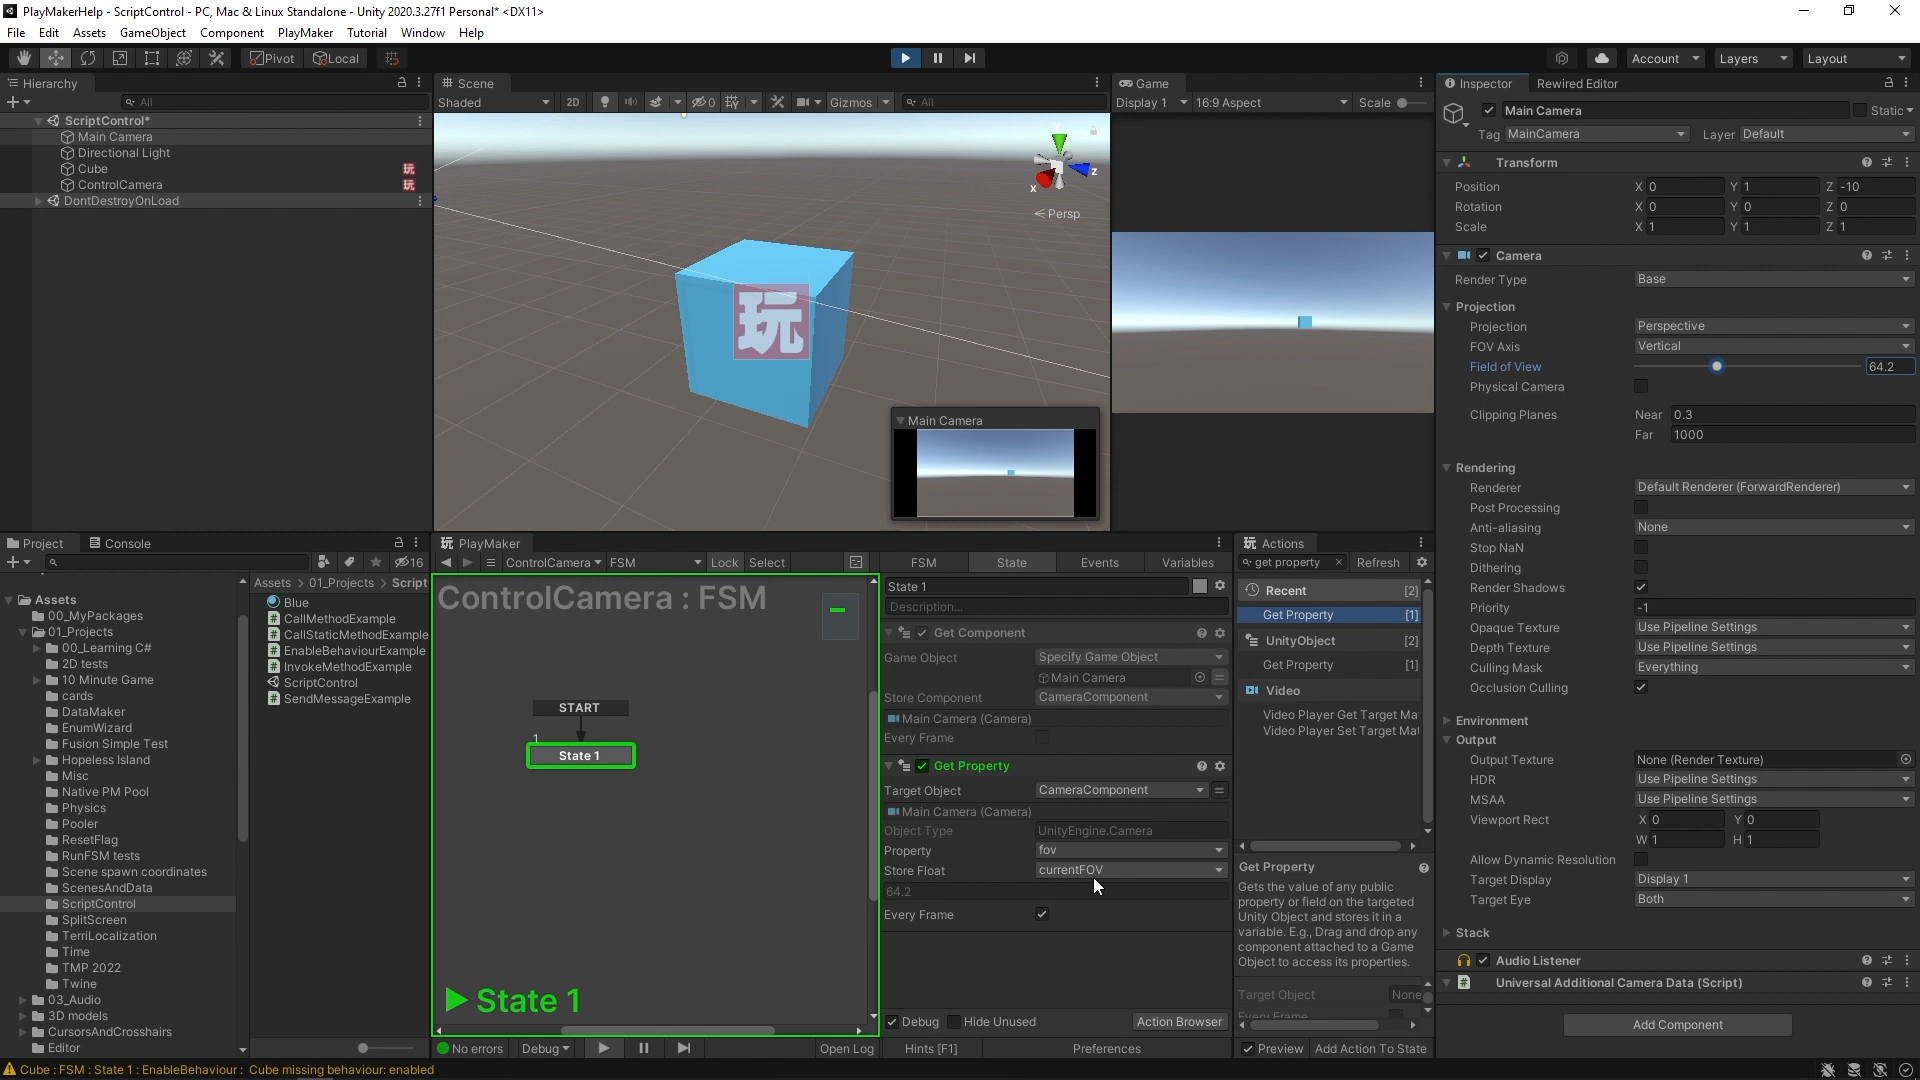 PlayMakerHelp - ScriptControl - PC, Mac & Linux Standalone - Unity 2020.3.27f1 Personal* <DX11>
File Edit Assets GameObject Component PlayMaker Tutorial Window Help
Pivot Local Account Layers Layout
Hierarchy
All
ScriptControl*
Main Camera
Directional Light
Cube 玩
ControlCamera 玩
DontDestroyOnLoad
Scene
Shaded 2D 0 Gizmos All
x z
Persp
玩
Main Camera
Game
Display 1 16:9 Aspect Scale
Inspector Rewired Editor
Main Camera Static
Tag MainCamera Layer Default
Transform
Position X 0 Y 1 Z -10
Rotation X 0 Y 0 Z 0
Scale X 1 Y 1 Z 1
Camera
Render Type Base
Projection
Projection Perspective
FOV Axis Vertical
Field of View 64.2
Physical Camera
Clipping Planes Near 0.3
Far 1000
Rendering
Renderer Default Renderer (ForwardRenderer)
Post Processing
Anti-aliasing None
Stop NaN
Dithering
Render Shadows
Priority -1
Opaque Texture Use Pipeline Settings
Depth Texture Use Pipeline Settings
Culling Mask Everything
Occlusion Culling
Environment
Output
Output Texture None (Render Texture)
HDR Use Pipeline Settings
MSAA Use Pipeline Settings
Viewport Rect X 0 Y 0
W 1 H 1
Allow Dynamic Resolution
Target Display Display 1
Target Eye Both
Stack
Audio Listener
Universal Additional Camera Data (Script)
Add Component
Project Console
16
Assets
00_MyPackages
01_Projects
00_Learning C#
2D tests
10 Minute Game
cards
DataMaker
EnumWizard
Fusion Simple Test
Hopeless Island
Misc
Native PM Pool
Physics
Pooler
ResetFlag
RunFSM tests
Scene spawn coordinates
ScenesAndData
ScriptControl
SplitScreen
TerriLocalization
Time
TMP 2022
Twine
03_Audio
3D models
CursorsAndCrosshairs
Editor
Assets > 01_Projects > Script
Blue
CallMethodExample
CallStaticMethodExample
EnableBehaviourExample
InvokeMethodExample
ScriptControl
SendMessageExample
玩 PlayMaker
ControlCamera FSM Lock Select
ControlCamera : FSM
START
1
State 1
State 1
No errors Debug Open Log
FSM State Events Variables
State 1
Description...
Get Component
Game Object Specify Game Object
Main Camera
Store Component CameraComponent
Main Camera (Camera)
Every Frame
Get Property
Target Object CameraComponent
Main Camera (Camera)
Object Type UnityEngine.Camera
Property fov
Store Float currentFOV
64.2
Every Frame
Debug Hide Unused Action Browser
Hints [F1] Preferences
玩 Actions
get property Refresh
Recent [2]
Get Property [1]
UnityObject [2]
Get Property [1]
Video
Video Player Get Target Ma
Video Player Set Target Mat
Get Property
Gets the value of any public
property or field on the targeted
Unity Object and stores it in a
variable. E.g., Drag and drop any
component attached to a Game
Object to access its properties.
Target Object None
Every Frame
Preview Add Action To State
Cube : FSM : State 1 : EnableBehaviour : Cube missing behaviour: enabled